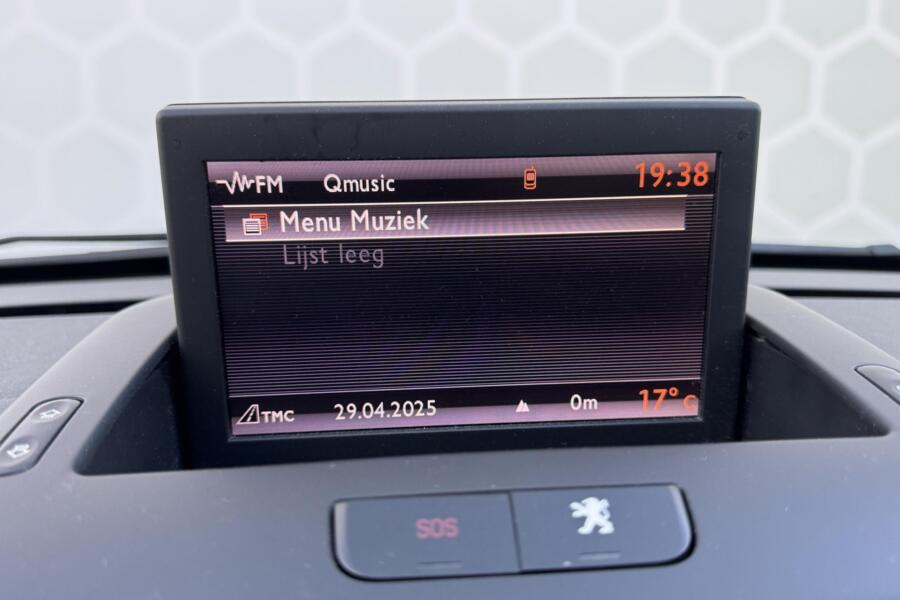 FM Qmusic 19:38
Menu Muziek
Lijst leeg
TMC 29.04.2025 0m 17° C
SOS